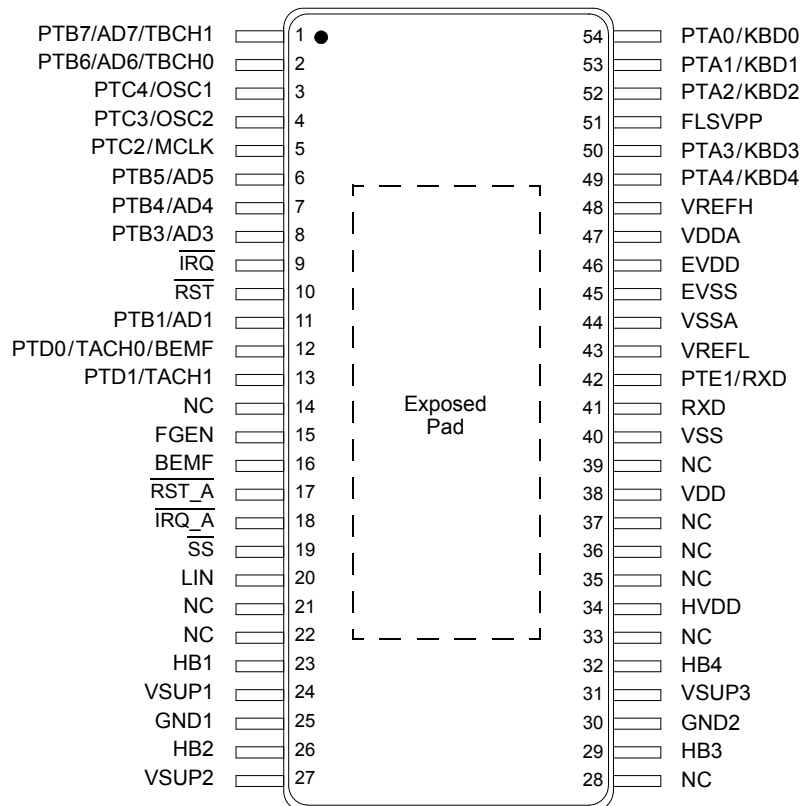 PTB7/AD7/TBCH1 1 54 PTA0/KBD0
PTB6/AD6/TBCH0 2 53 PTA1/KBD1
PTC4/OSC1 3 52 PTA2/KBD2
PTC3/OSC2 4 51 FLSVPP
PTC2/MCLK 5 50 PTA3/KBD3
PTB5/AD5 6 49 PTA4/KBD4
PTB4/AD4 7 48 VREFH
PTB3/AD3 8 47 VDDA
IRQ 9 46 EVDD
RST 10 45 EVSS
PTB1/AD1 11 44 VSSA
PTD0/TACH0/BEMF 12 43 VREFL
PTD1/TACH1 13 42 PTE1/RXD
NC 14 Exposed 41 RXD
Pad
FGEN 15 40 VSS
BEMF 16 39 NC
RST_A 17 38 VDD
IRQ_A 18 37 NC
SS 19 36 NC
LIN 20 35 NC
NC 21 34 HVDD
NC 22 33 NC
HB1 23 32 HB4
VSUP1 24 31 VSUP3
GND1 25 30 GND2
HB2 26 29 HB3
VSUP2 27 28 NC